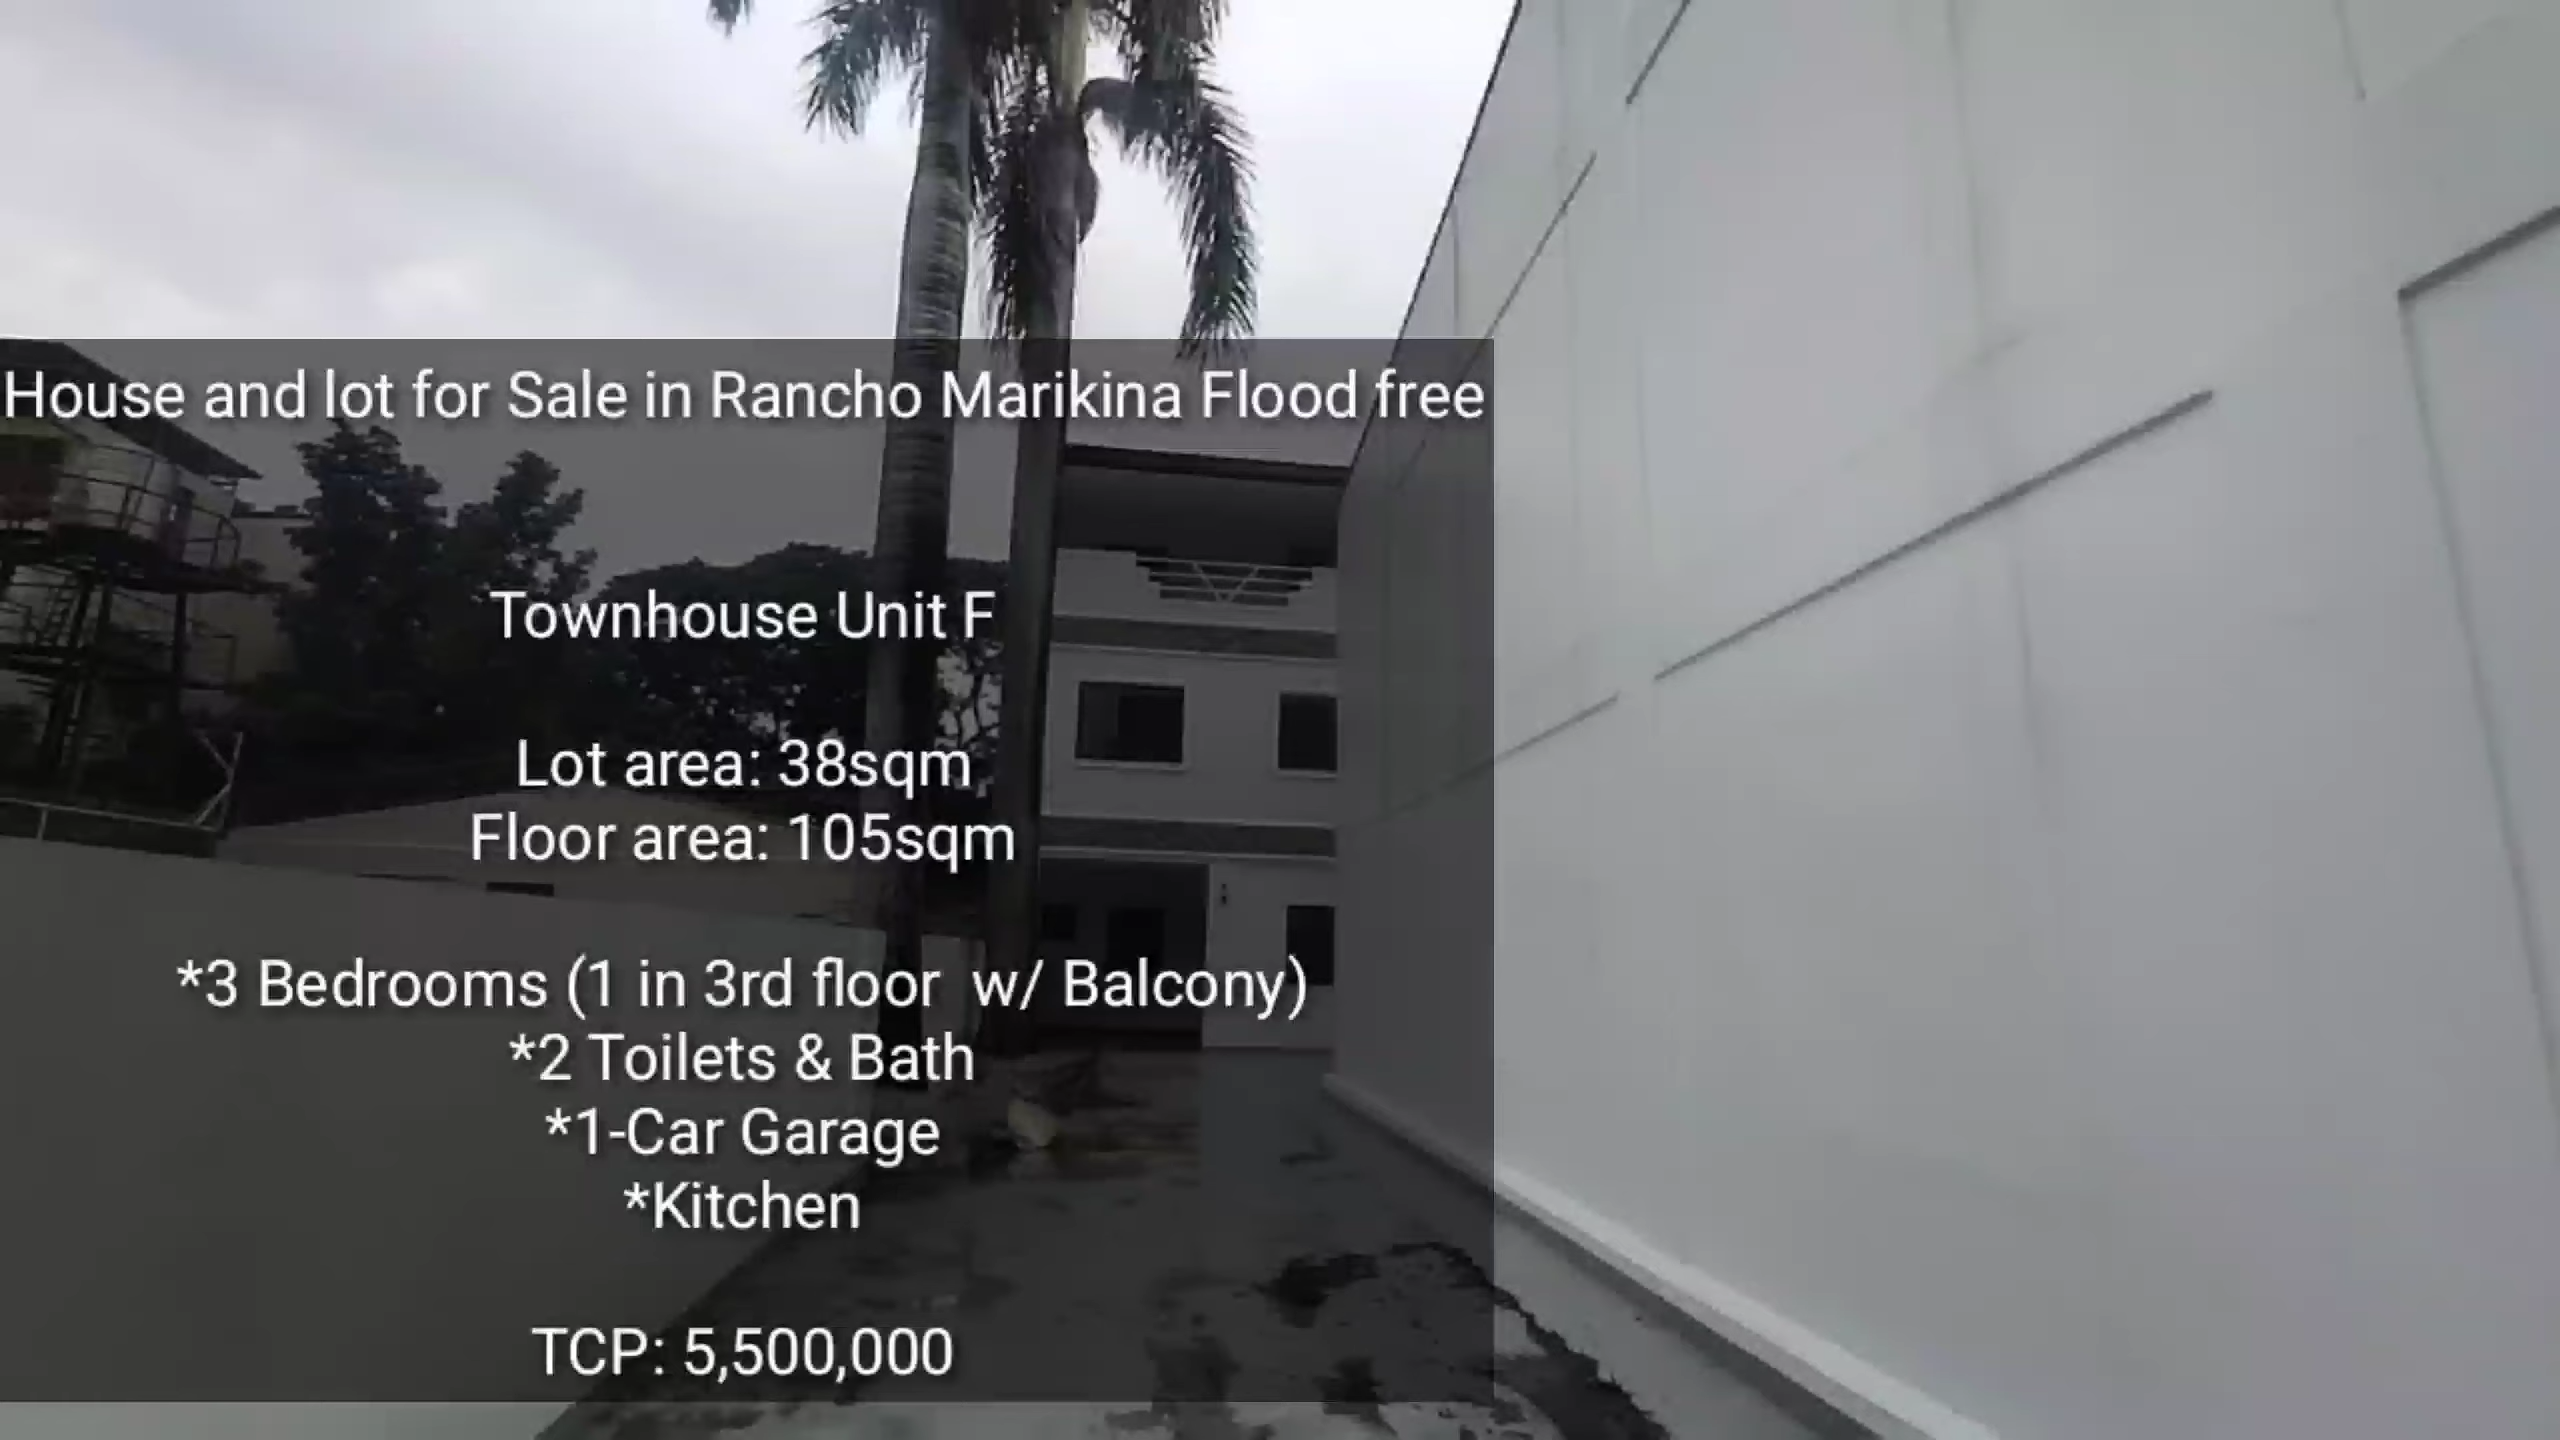 House and lot for Sale in Rancho Marikina Flood free
Townhouse Unit F
Lot area: 38sqm
Floor area: 105sqm
*3 Bedrooms (1 in 3rd floor  w/ Balcony)
*2 Toilets & Bath
*1-Car Garage
*Kitchen
TCP: 5,500,000